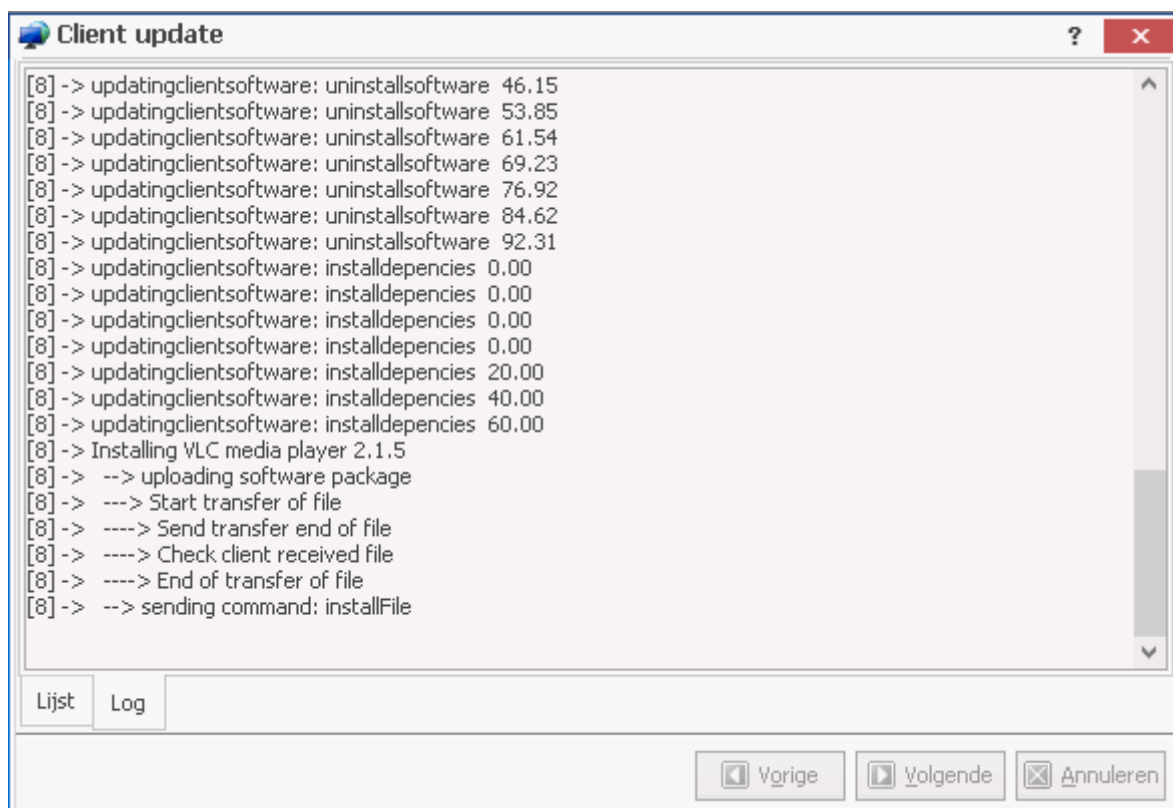 Client update
?
[8] -> updatingclientsoftware: uninstallsoftware 46.15
[8] -> updatingclientsoftware: uninstallsoftware 53.85
[8] -> updatingclientsoftware: uninstallsoftware 61.54
[8] -> updatingclientsoftware: uninstallsoftware 69.23
[8] -> updatingclientsoftware: uninstallsoftware 76.92
[8] -> updatingclientsoftware: uninstallsoftware 84.62
[8] -> updatingclientsoftware: uninstallsoftware 92.31
[8] -> updatingclientsoftware: installdepencies 0.00
[8] -> updatingclientsoftware: installdepencies 0.00
[8] -> updatingclientsoftware: installdepencies 0.00
[8] -> updatingclientsoftware: installdepencies 0.00
[8] -> updatingclientsoftware: installdepencies 20.00
[8] -> updatingclientsoftware: installdepencies 40.00
[8] -> updatingclientsoftware: installdepencies 60.00
[8] -> Installing VLC media player 2.1.5
[8] -> --> uploading software package
[8] -> ---> Start transfer of file
[8] -> ----> Send transfer end of file
[8] -> ----> Check client received file
[8] -> ----> End of transfer of file
[8] -> --> sending command: installFile
Lijst
Log
Vorige
Volgende
Annuleren